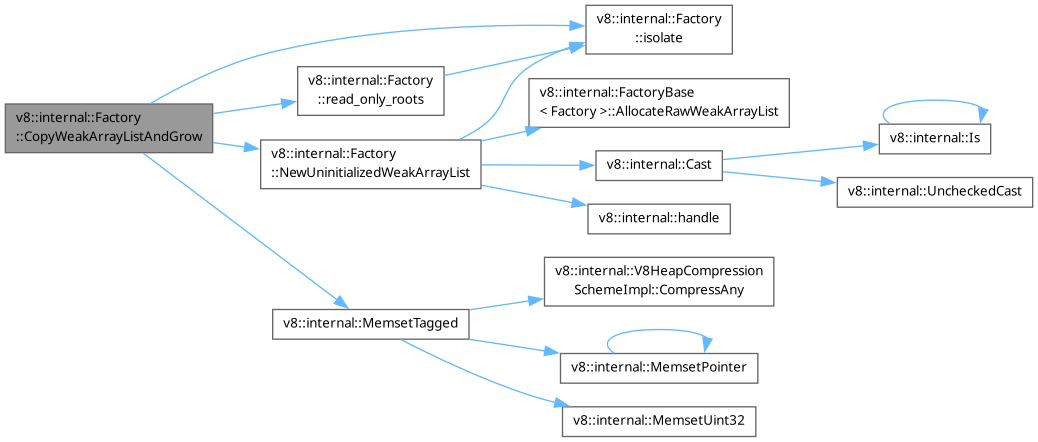 v8::internal::Factory
::CopyWeakArrayListAndGrow
v8::internal::Factory
::isolate
v8::internal::Factory
::read_only_roots
v8::internal::Factory
::NewUninitializedWeakArrayList
v8::internal::FactoryBase
< Factory >::AllocateRawWeakArrayList
v8::internal::Cast
v8::internal::Is
v8::internal::UncheckedCast
v8::internal::handle
v8::internal::MemsetTagged
v8::internal::V8HeapCompression
SchemeImpl::CompressAny
v8::internal::MemsetPointer
v8::internal::MemsetUint32